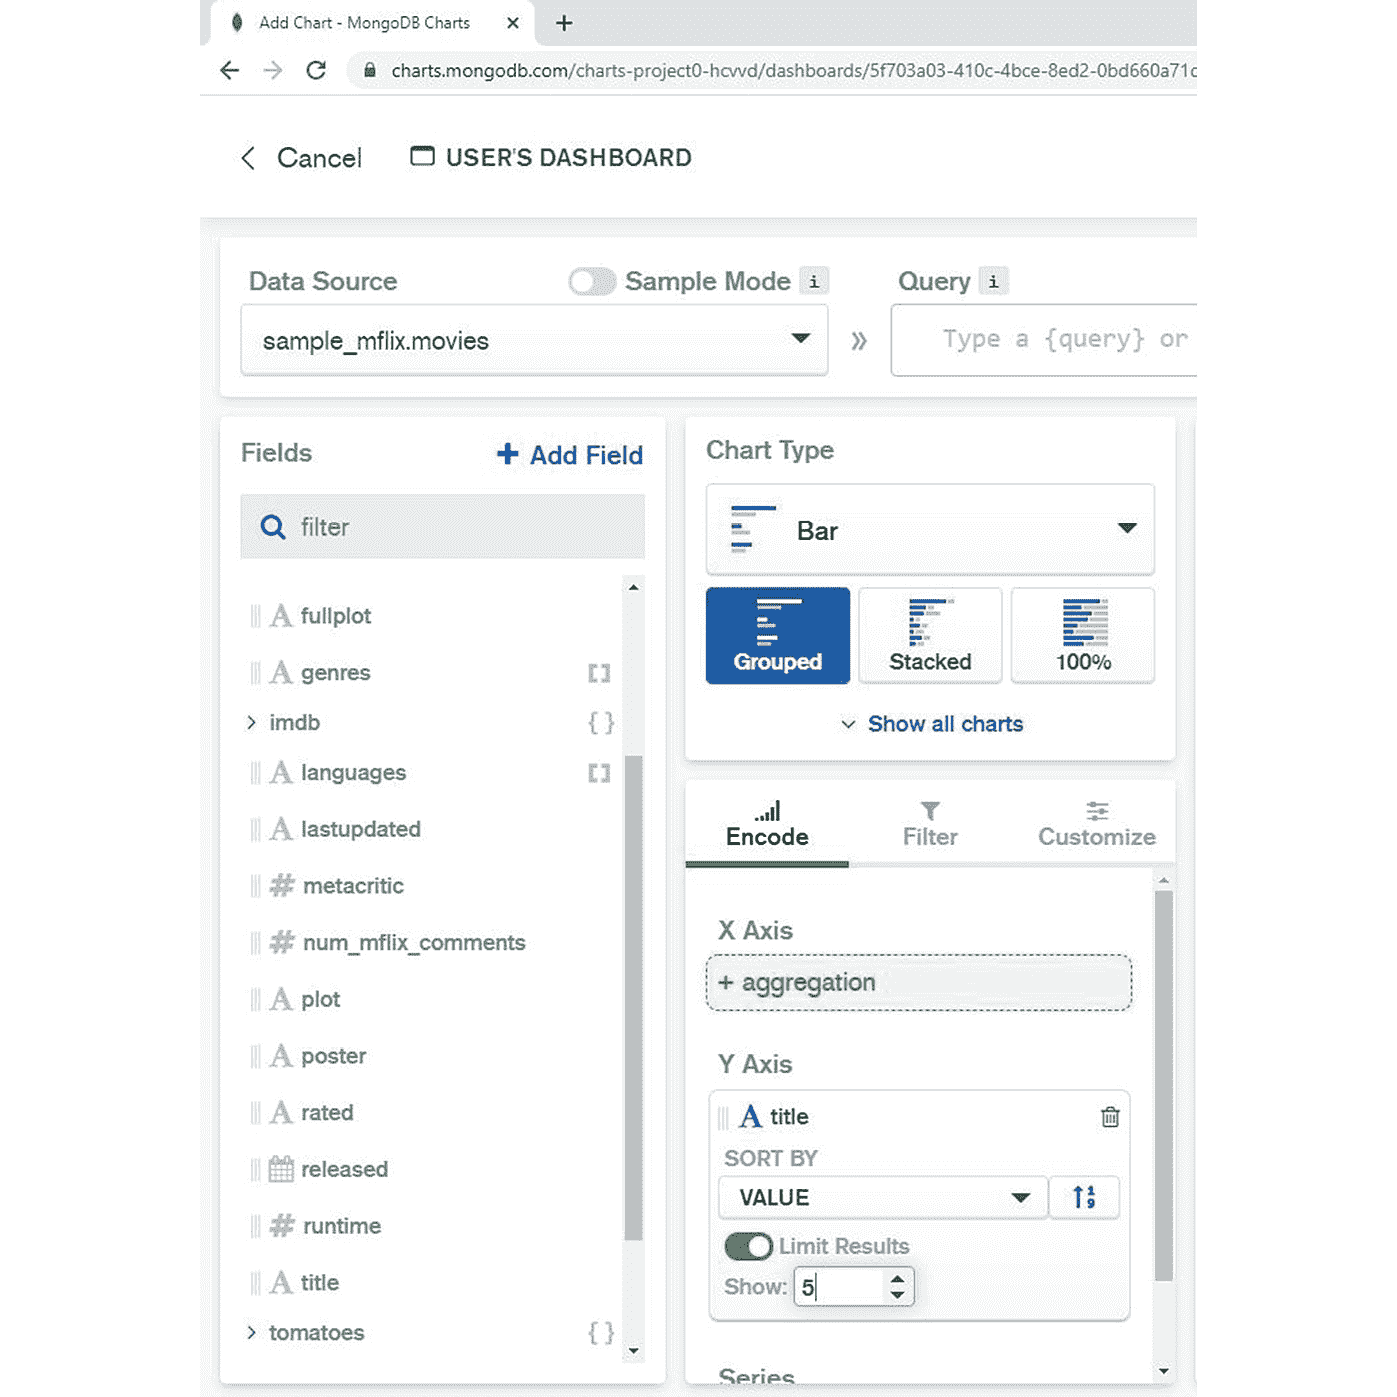 Add Chart - MongoDB Charts
charts.mongodb.com/charts-project0-hcvvd/dashboards/5f703a03-410c-4bce-8ed2-0bd660a71c
Cancel USER'S DASHBOARD
Data Source Sample Mode i Query i
sample_mflix.movies » Type a {query} or
Fields + Add Field
filter
fullplot
genres
imdb
languages
lastupdated
metacritic
num_mflix_comments
plot
poster
rated
released
runtime
title
tomatoes
Chart Type
Bar
Grouped Stacked 100%
Show all charts
Encode Filter Customize
X Axis
+ aggregation
Y Axis
title
SORT BY
VALUE
Limit Results
Show: 5
Series